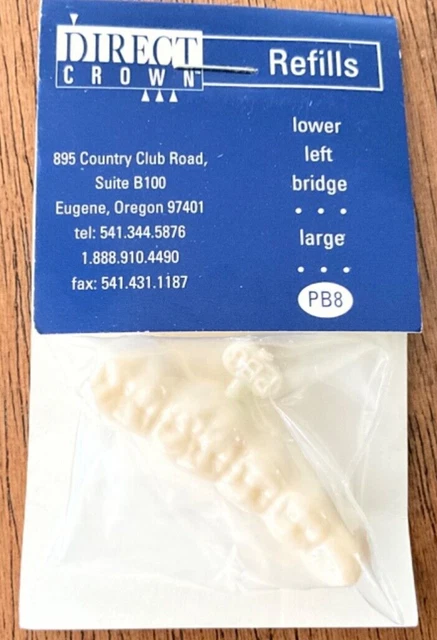 DIRECT
CROWN™
Refills
lower
left
bridge
• • •
large
• • •
PB8
895 Country Club Road,
Suite B100
Eugene, Oregon 97401
tel: 541.344.5876
1.888.910.4490
fax: 541.431.1187